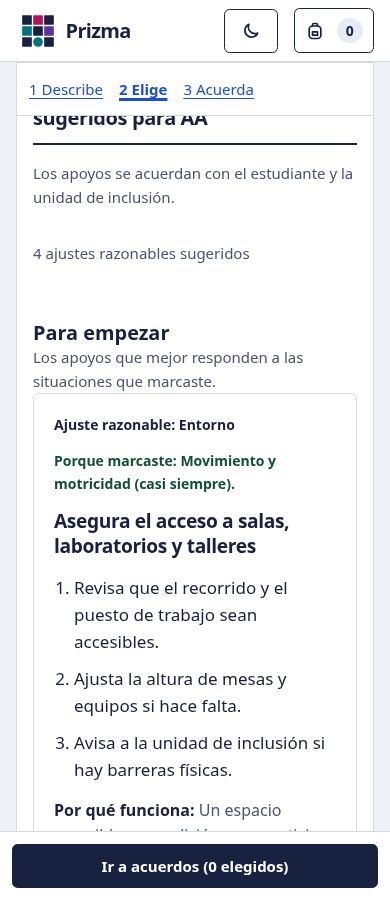 Prizma
0
1 Describe 2 Elige 3 Acuerda
sugeridos para AA
Los apoyos se acuerdan con el estudiante y la
unidad de inclusión.
4 ajustes razonables sugeridos
Para empezar
Los apoyos que mejor responden a las
situaciones que marcaste.
Ajuste razonable: Entorno
Porque marcaste: Movimiento y
motricidad (casi siempre).
Asegura el acceso a salas,
laboratorios y talleres
1. Revisa que el recorrido y el
puesto de trabajo sean
accesibles.
2. Ajusta la altura de mesas y
equipos si hace falta.
3. Avisa a la unidad de inclusión si
hay barreras físicas.
Por qué funciona: Un espacio
Ir a acuerdos (0 elegidos)